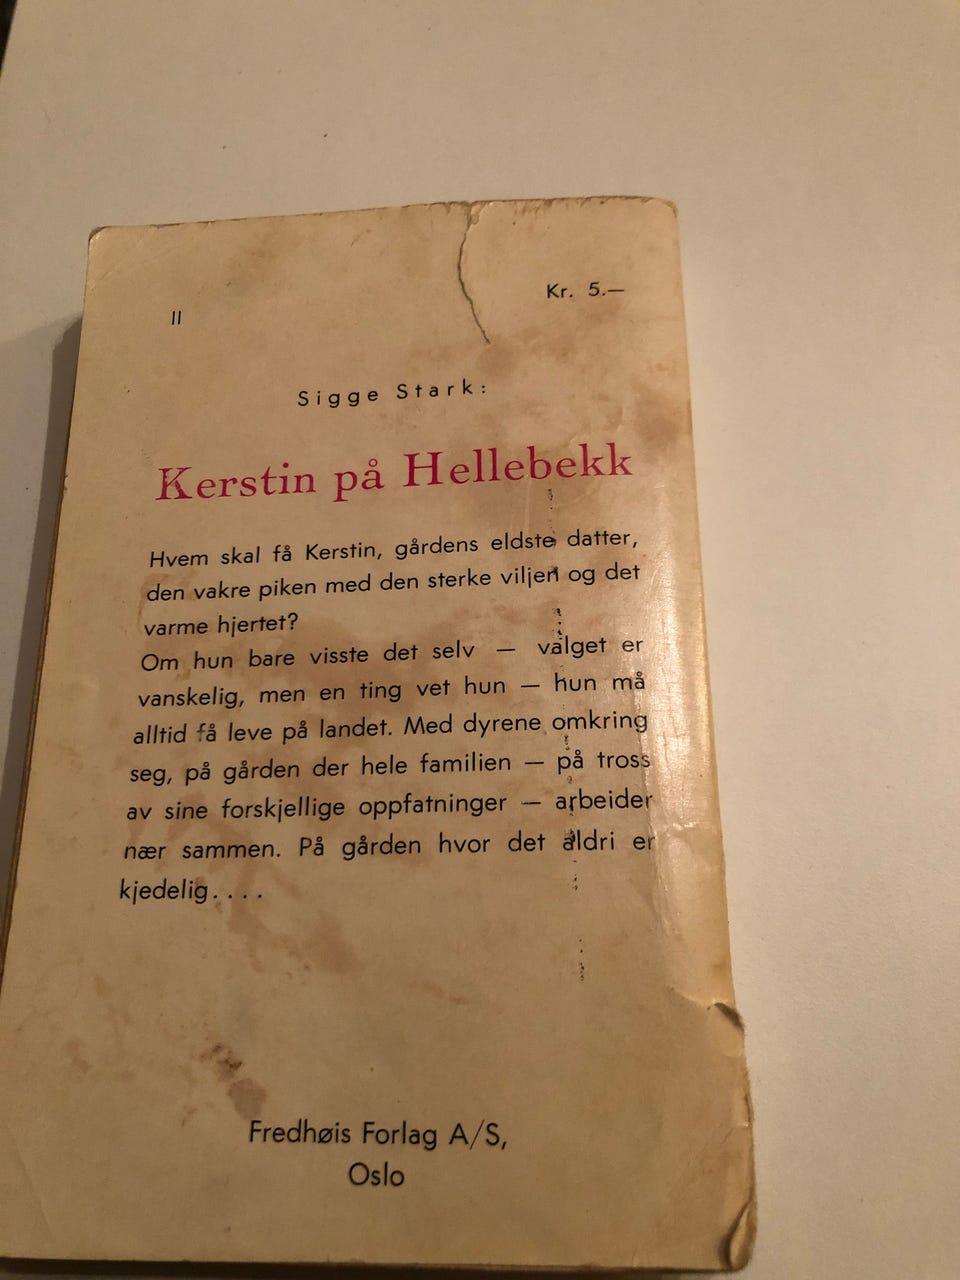 II
Kr. 5.—
Sigge Stark:
Kerstin på Hellebekk
Hvem skal få Kerstin, gårdens eldste datter,
den vakre piken med den sterke viljen og det
varme hjertet?
Om hun bare visste det selv — valget er
vanskelig, men en ting vet hun — hun må
alltid få leve på landet. Med dyrene omkring
seg, på gården der hele familien — på tross
av sine forskjellige oppfatninger — arbeider
nær sammen. På gården hvor det aldri er
kjedelig....
Fredhøis Forlag A/S,
Oslo